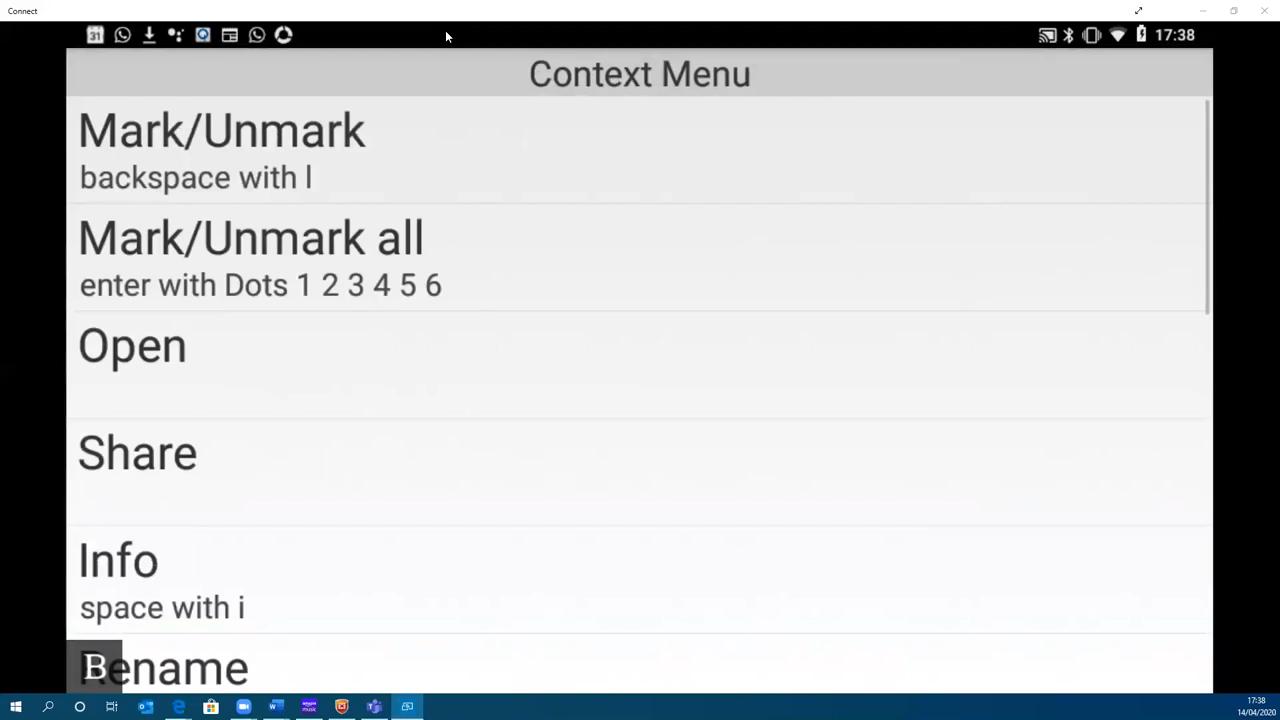 Connect
31
17:38
Context Menu
Mark/Unmark
backspace with l
Mark/Unmark all
enter with Dots 1 2 3 4 5 6
Open
Share
Info
space with i
B
Rename
17:38
14/04/2020